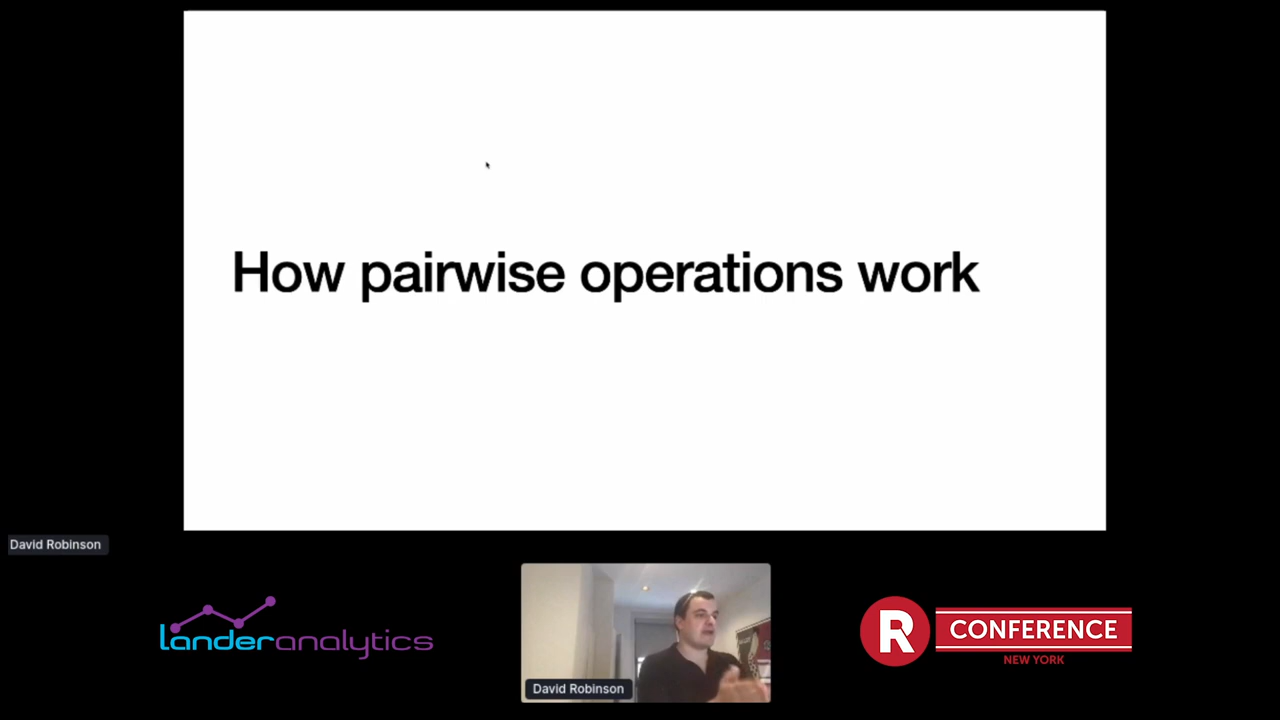 How pairwise operations work
David Robinson
landeranalytics
David Robinson
R CONFERENCE
NEW YORK